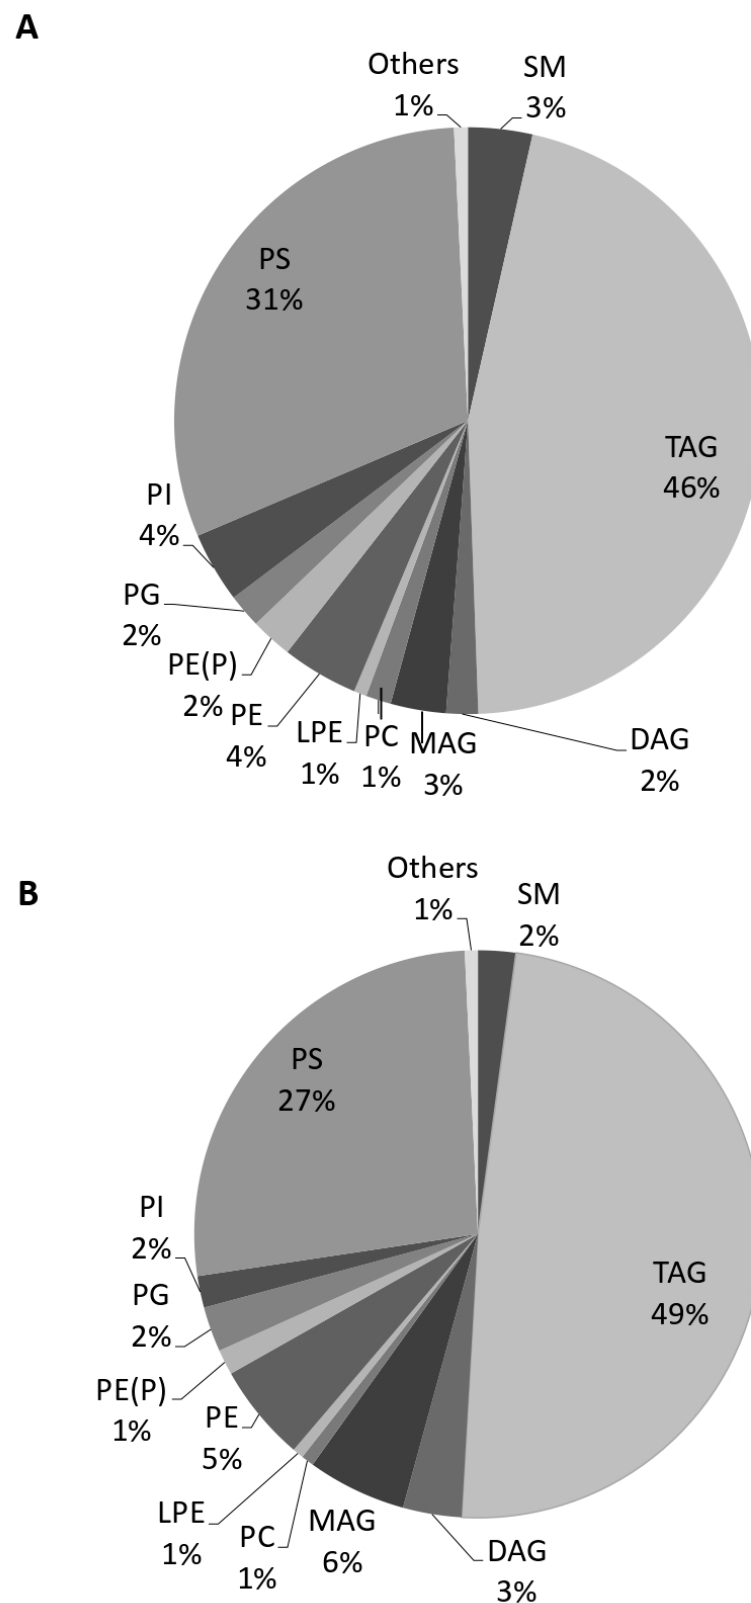 A
Others
1%
SM
3%
PS
31%
TAG
46%
PI
4%
PG
2%
PE(P)
2%
PE
4%
LPE
1%
PC
1%
MAG
3%
DAG
2%
B
Others
1%
SM
2%
PS
27%
TAG
49%
PI
2%
PG
2%
PE(P)
1%
PE
5%
LPE
1%
PC
1%
MAG
6%
DAG
3%